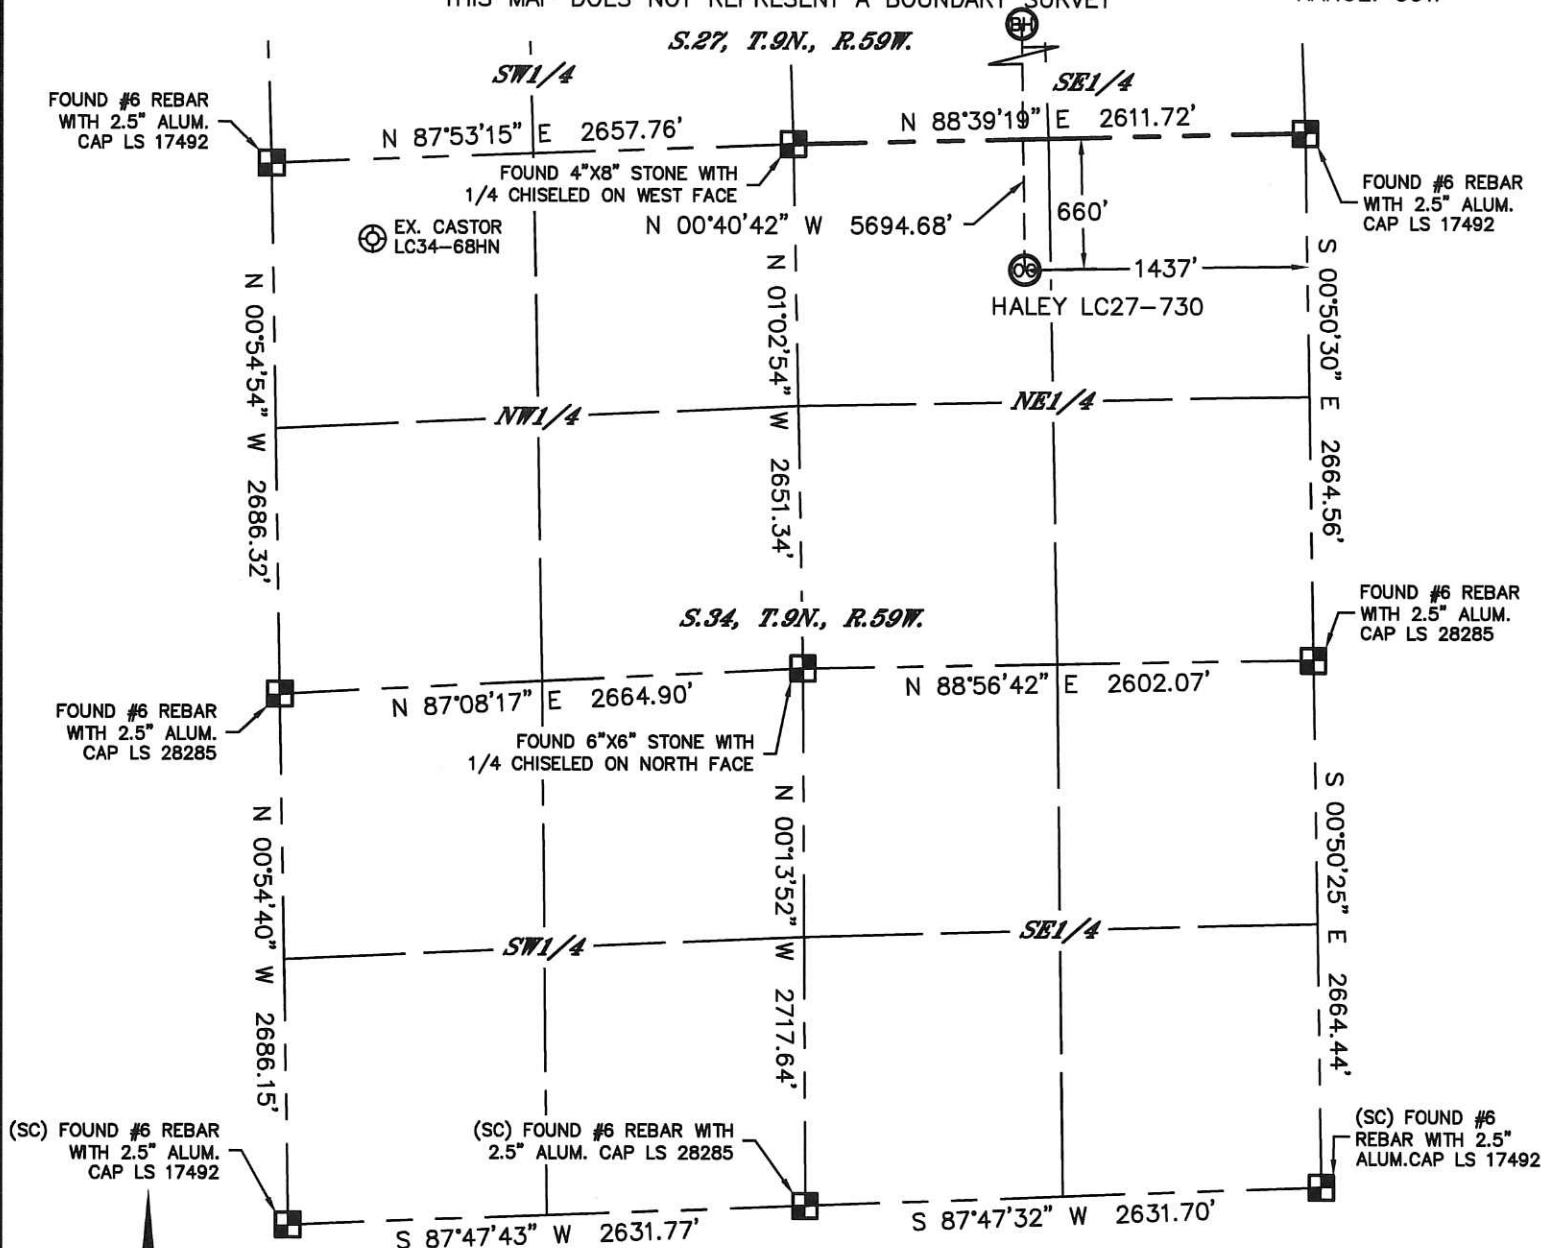 THIS MAP DOES NOT REPRESENT A BOUNDARY SURVEY
BH
S.27, T.9N., R.59W.
SW1/4
SE1/4
FOUND #6 REBAR
WITH 2.5" ALUM.
CAP LS 17492
N 87°53'15" E 2657.76'
N 88°39'19" E 2611.72'
FOUND 4"X8" STONE WITH
1/4 CHISELED ON WEST FACE
FOUND #6 REBAR
WITH 2.5" ALUM.
CAP LS 17492
EX. CASTOR
LC34-68HN
N 00°40'42" W 5694.68'
660'
OG
1437'
HALEY LC27-730
N 00°54'54" W 2686.32'
N 01°02'54" W 2651.34'
S 00°50'30" E 2664.56'
NW1/4
NE1/4
S.34, T.9N., R.59W.
FOUND #6 REBAR
WITH 2.5" ALUM.
CAP LS 28285
N 87°08'17" E 2664.90'
N 88°56'42" E 2602.07'
FOUND #6 REBAR
WITH 2.5" ALUM.
CAP LS 28285
FOUND 6"X6" STONE WITH
1/4 CHISELED ON NORTH FACE
N 00°54'40" W 2686.15'
N 00°13'52" W 2717.64'
S 00°50'25" E 2664.44'
SW1/4
SE1/4
(SC) FOUND #6 REBAR
WITH 2.5" ALUM.
CAP LS 17492
(SC) FOUND #6 REBAR WITH
2.5" ALUM. CAP LS 28285
(SC) FOUND #6
REBAR WITH 2.5"
ALUM.CAP LS 17492
S 87°47'43" W 2631.77'
S 87°47'32" W 2631.70'